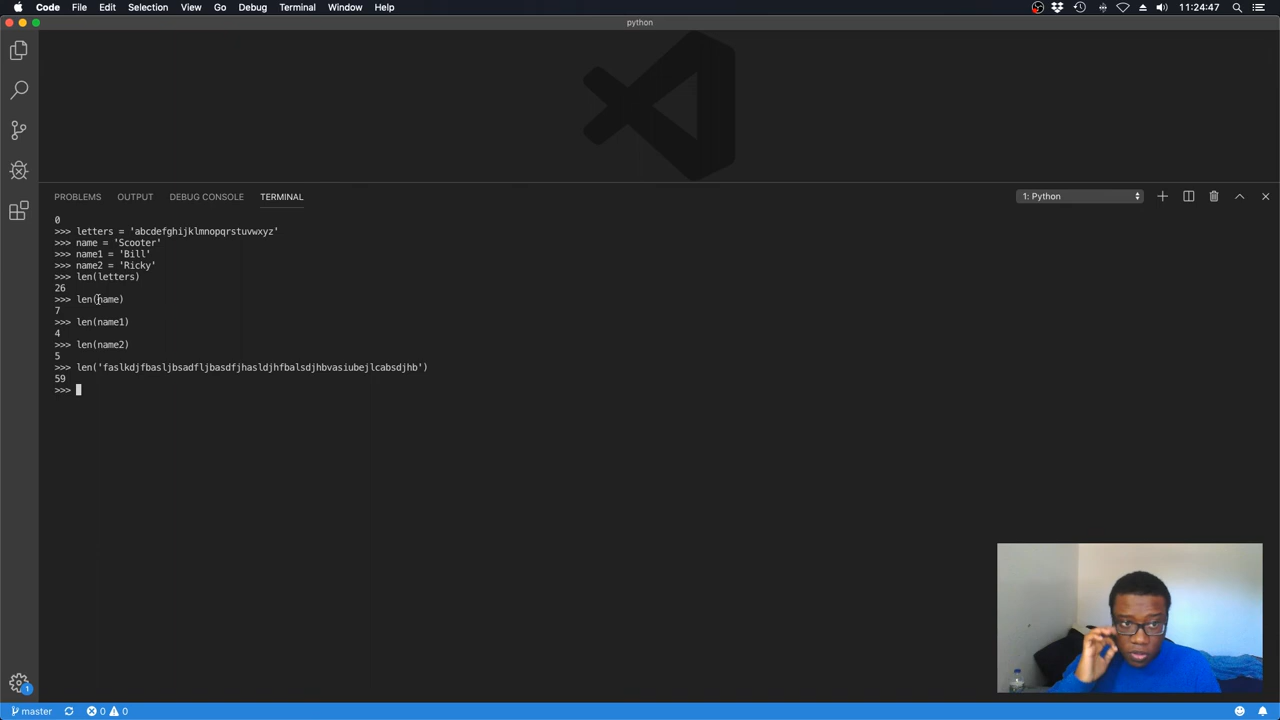 Code File Edit Selection View Go Debug Terminal Window Help 11:24:47
python
PROBLEMS OUTPUT DEBUG CONSOLE TERMINAL 1: Python
0
>>> letters = 'abcdefghijklmnopqrstuvwxyz'
>>> name = 'Scooter'
>>> name1 = 'Bill'
>>> name2 = 'Ricky'
>>> len(letters)
26
>>> len(name)
7
>>> len(name1)
4
>>> len(name2)
5
>>> len('faslkdjfbasljbsadfljbasdfjhasldjhfbalsdjhbvasiubejlcabsdjhb')
59
>>>
1
master 0 0